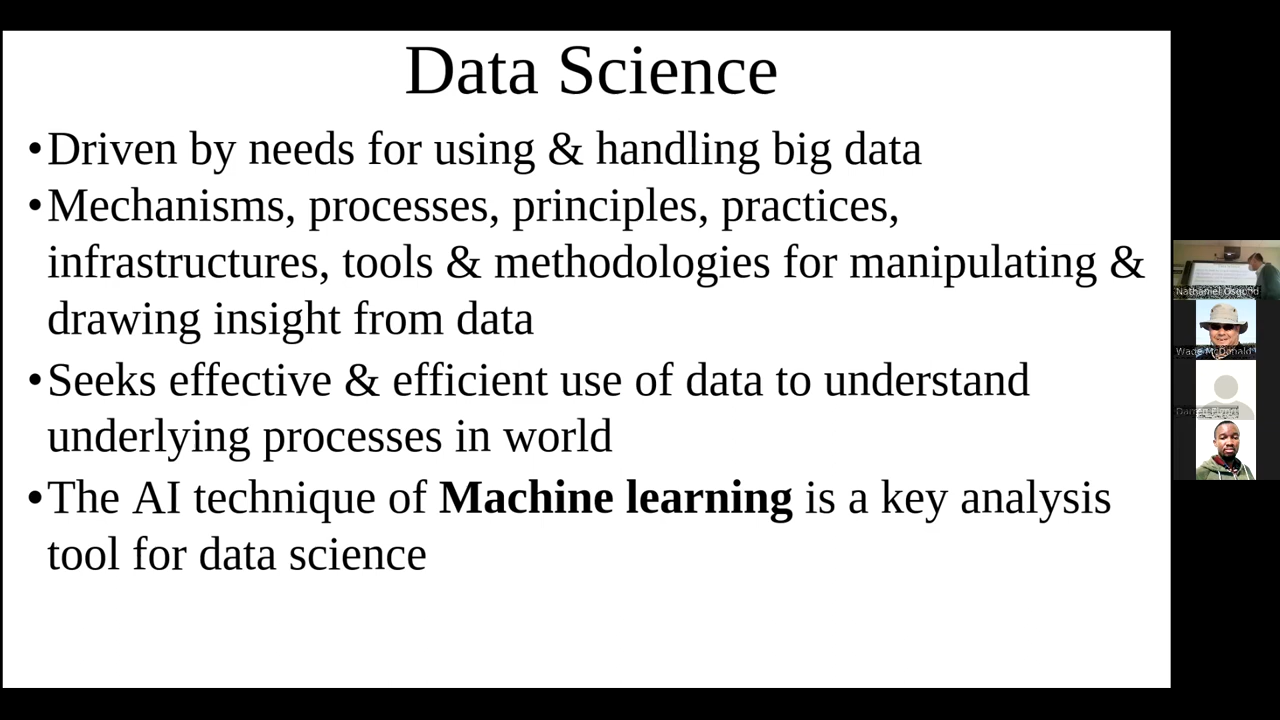 Data Science
•Driven by needs for using & handling big data
•Mechanisms, processes, principles, practices,
infrastructures, tools & methodologies for manipulating &
drawing insight from data
•Seeks effective & efficient use of data to understand
underlying processes in world
•The AI technique of Machine learning is a key analysis
tool for data science
Nathaniel Osgood
Wade McDonald